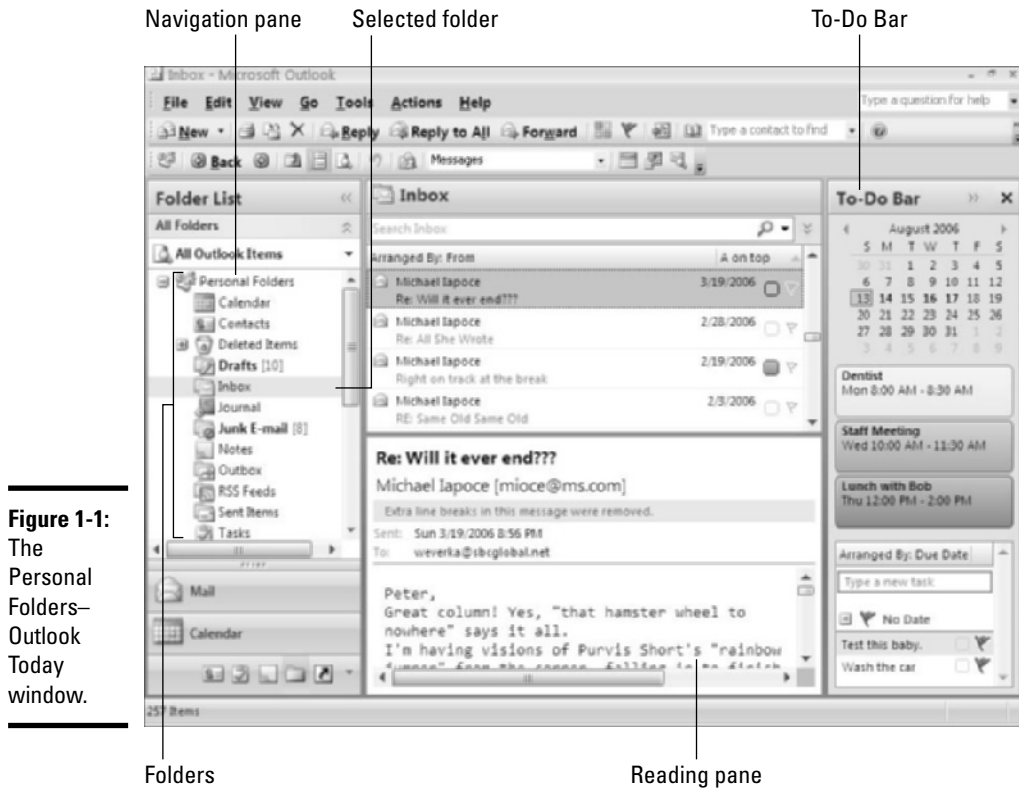 Navigation pane
Selected folder
To-Do Bar
Inbox - Microsoft Outlook
File Edit View Go Tools Actions Help
Type a question for help
New Reply Reply to All Forward Type a contact to find
Back Messages
Folder List
All Folders
All Outlook Items
Personal Folders
Calendar
Contacts
Deleted Items
Drafts [10]
Inbox
Journal
Junk E-mail [8]
Notes
Outbox
RSS Feeds
Sent Items
Tasks
Mail
Calendar
Inbox
Search Inbox
Arranged By: From A on top
Michael Iapoce 3/19/2006
Re: Will it ever end???
Michael Iapoce 2/28/2006
Re: All She Wrote
Michael Iapoce 2/19/2006
Right on track at the break
Michael Iapoce 2/3/2006
RE: Same Old Same Old
Re: Will it ever end???
Michael Iapoce [mioce@ms.com]
Extra line breaks in this message were removed.
Sent: Sun 3/19/2006 8:56 PM
To: weverka@sbcglobal.net
Peter,
Great column! Yes, "that hamster wheel to
nowhere" says it all.
I'm having visions of Purvis Short's "rainbow
To-Do Bar
August 2006
S M T W T F S
30 31 1 2 3 4 5
6 7 8 9 10 11 12
13 14 15 16 17 18 19
20 21 22 23 24 25 26
27 28 29 30 31 1 2
3 4 5 6 7 8 9
Dentist
Mon 8:00 AM - 8:30 AM
Staff Meeting
Wed 10:00 AM - 11:30 AM
Lunch with Bob
Thu 12:00 PM - 2:00 PM
Arranged By: Due Date
Type a new task
No Date
Test this baby.
Wash the car
257 Items
Figure 1-1:
The
Personal
Folders–
Outlook
Today
window.
Folders
Reading pane